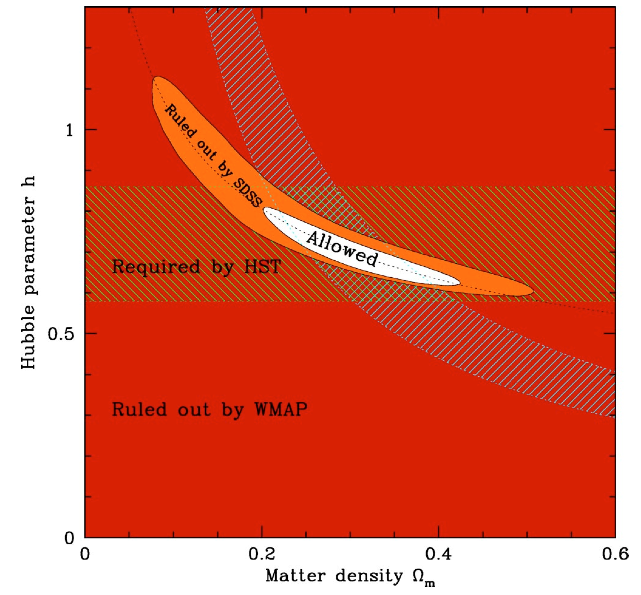 1
0.5
0
Hubble parameter h
Ruled out by SDSS
Allowed
Required by HST
Ruled out by WMAP
0
0.2
0.4
0.6
Matter density Ωm